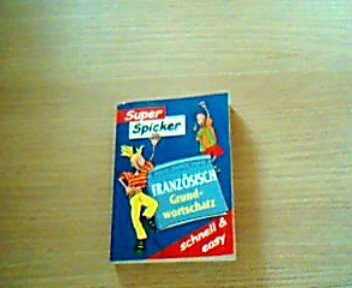 Super
Spicker
FRANZÖSISCH
Grund-
wortschatz
schnell &
easy